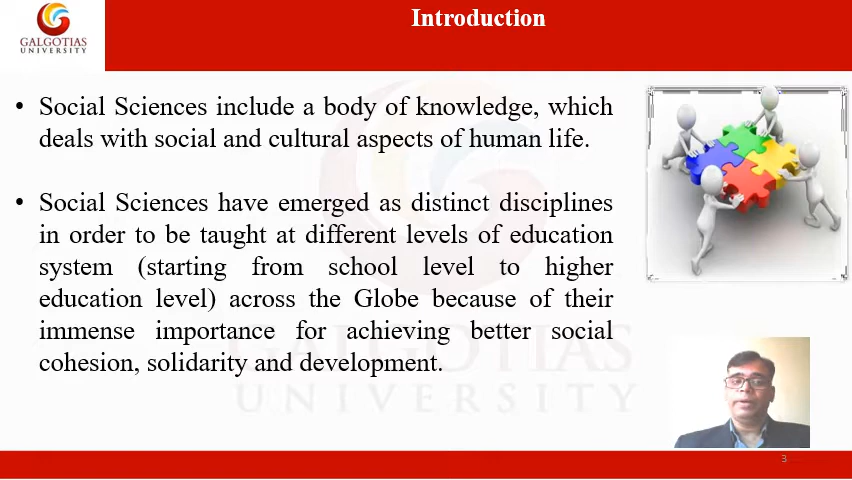 Introduction
GALGOTIAS
UNIVERSITY
• Social Sciences include a body of knowledge, which
deals with social and cultural aspects of human life.
• Social Sciences have emerged as distinct disciplines
in order to be taught at different levels of education
system (starting from school level to higher
education level) across the Globe because of their
immense importance for achieving better social
cohesion, solidarity and development.
GALGOTIAS
UNIVERSITY
3